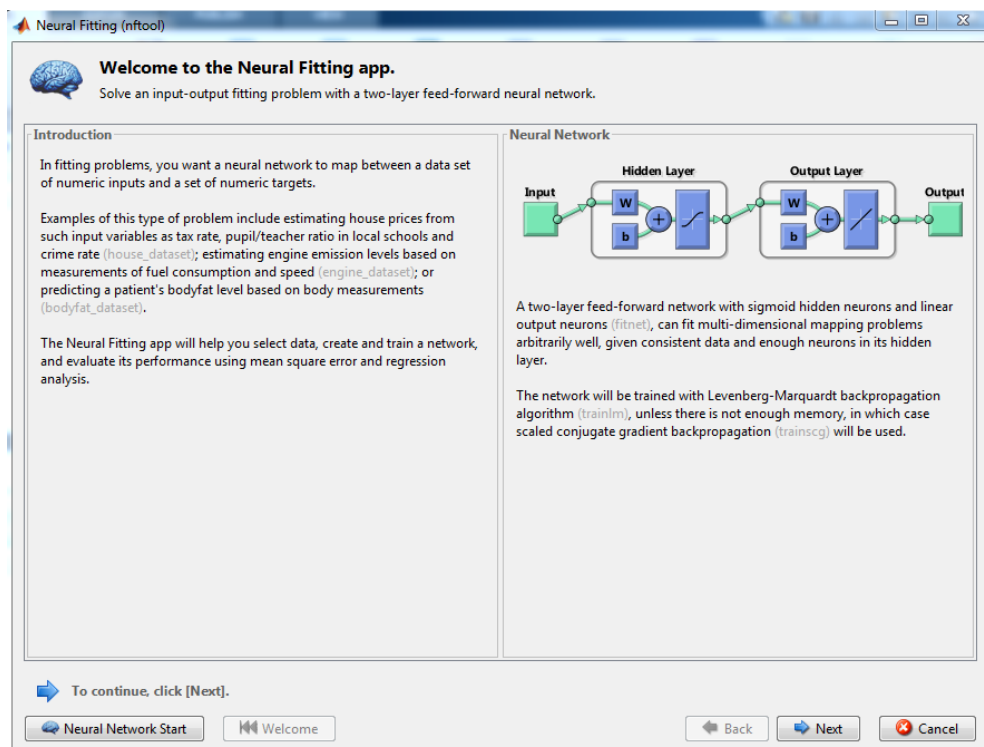 Neural Fitting (nftool)
Welcome to the Neural Fitting app.
Solve an input-output fitting problem with a two-layer feed-forward neural network.
Introduction
In fitting problems, you want a neural network to map between a data set
of numeric inputs and a set of numeric targets.
Examples of this type of problem include estimating house prices from
such input variables as tax rate, pupil/teacher ratio in local schools and
crime rate (house_dataset); estimating engine emission levels based on
measurements of fuel consumption and speed (engine_dataset); or
predicting a patient's bodyfat level based on body measurements
(bodyfat_dataset).
The Neural Fitting app will help you select data, create and train a network,
and evaluate its performance using mean square error and regression
analysis.
Neural Network
Hidden Layer Output Layer
Input Output
W W
b b
A two-layer feed-forward network with sigmoid hidden neurons and linear
output neurons (fitnet), can fit multi-dimensional mapping problems
arbitrarily well, given consistent data and enough neurons in its hidden
layer.
The network will be trained with Levenberg-Marquardt backpropagation
algorithm (trainlm), unless there is not enough memory, in which case
scaled conjugate gradient backpropagation (trainscg) will be used.
To continue, click [Next].
Neural Network Start Welcome Back Next Cancel